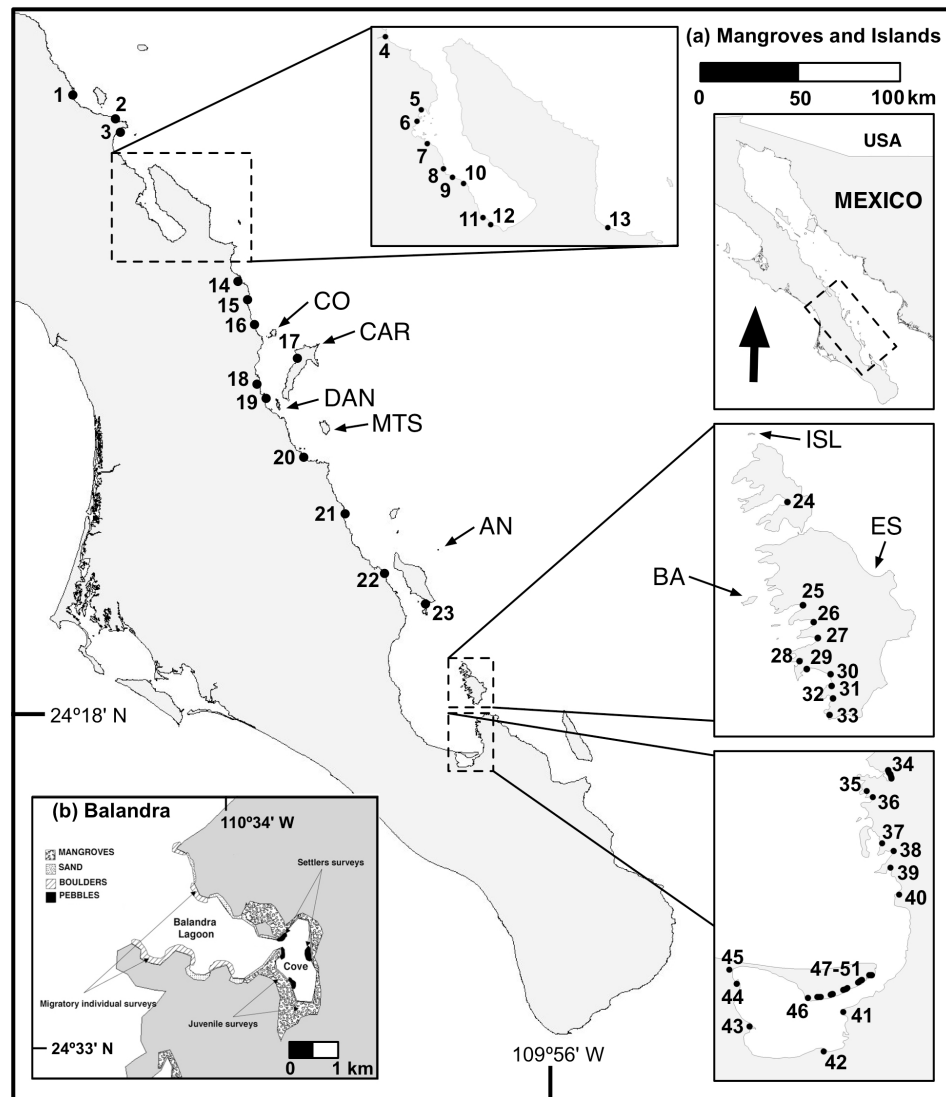 (a) Mangroves and Islands
0 50 100 km
USA
MEXICO
1
2
3
4
5
6
7
8
9
10
11
12
13
14
15
16
CO
17
CAR
18
19
DAN
MTS
20
21
AN
22
23
ISL
24
ES
BA
25
26
27
28
29
30
31
32
33
24º18' N
34
35
36
37
38
39
40
45
47-51
44
46
41
43
42
(b) Balandra
110º34' W
MANGROVES
SAND
BOULDERS
PEBBLES
Settlers surveys
Balandra
Lagoon
Cove
Migratory individual surveys
Juvenile surveys
24º33' N
0 1 km
109º56' W